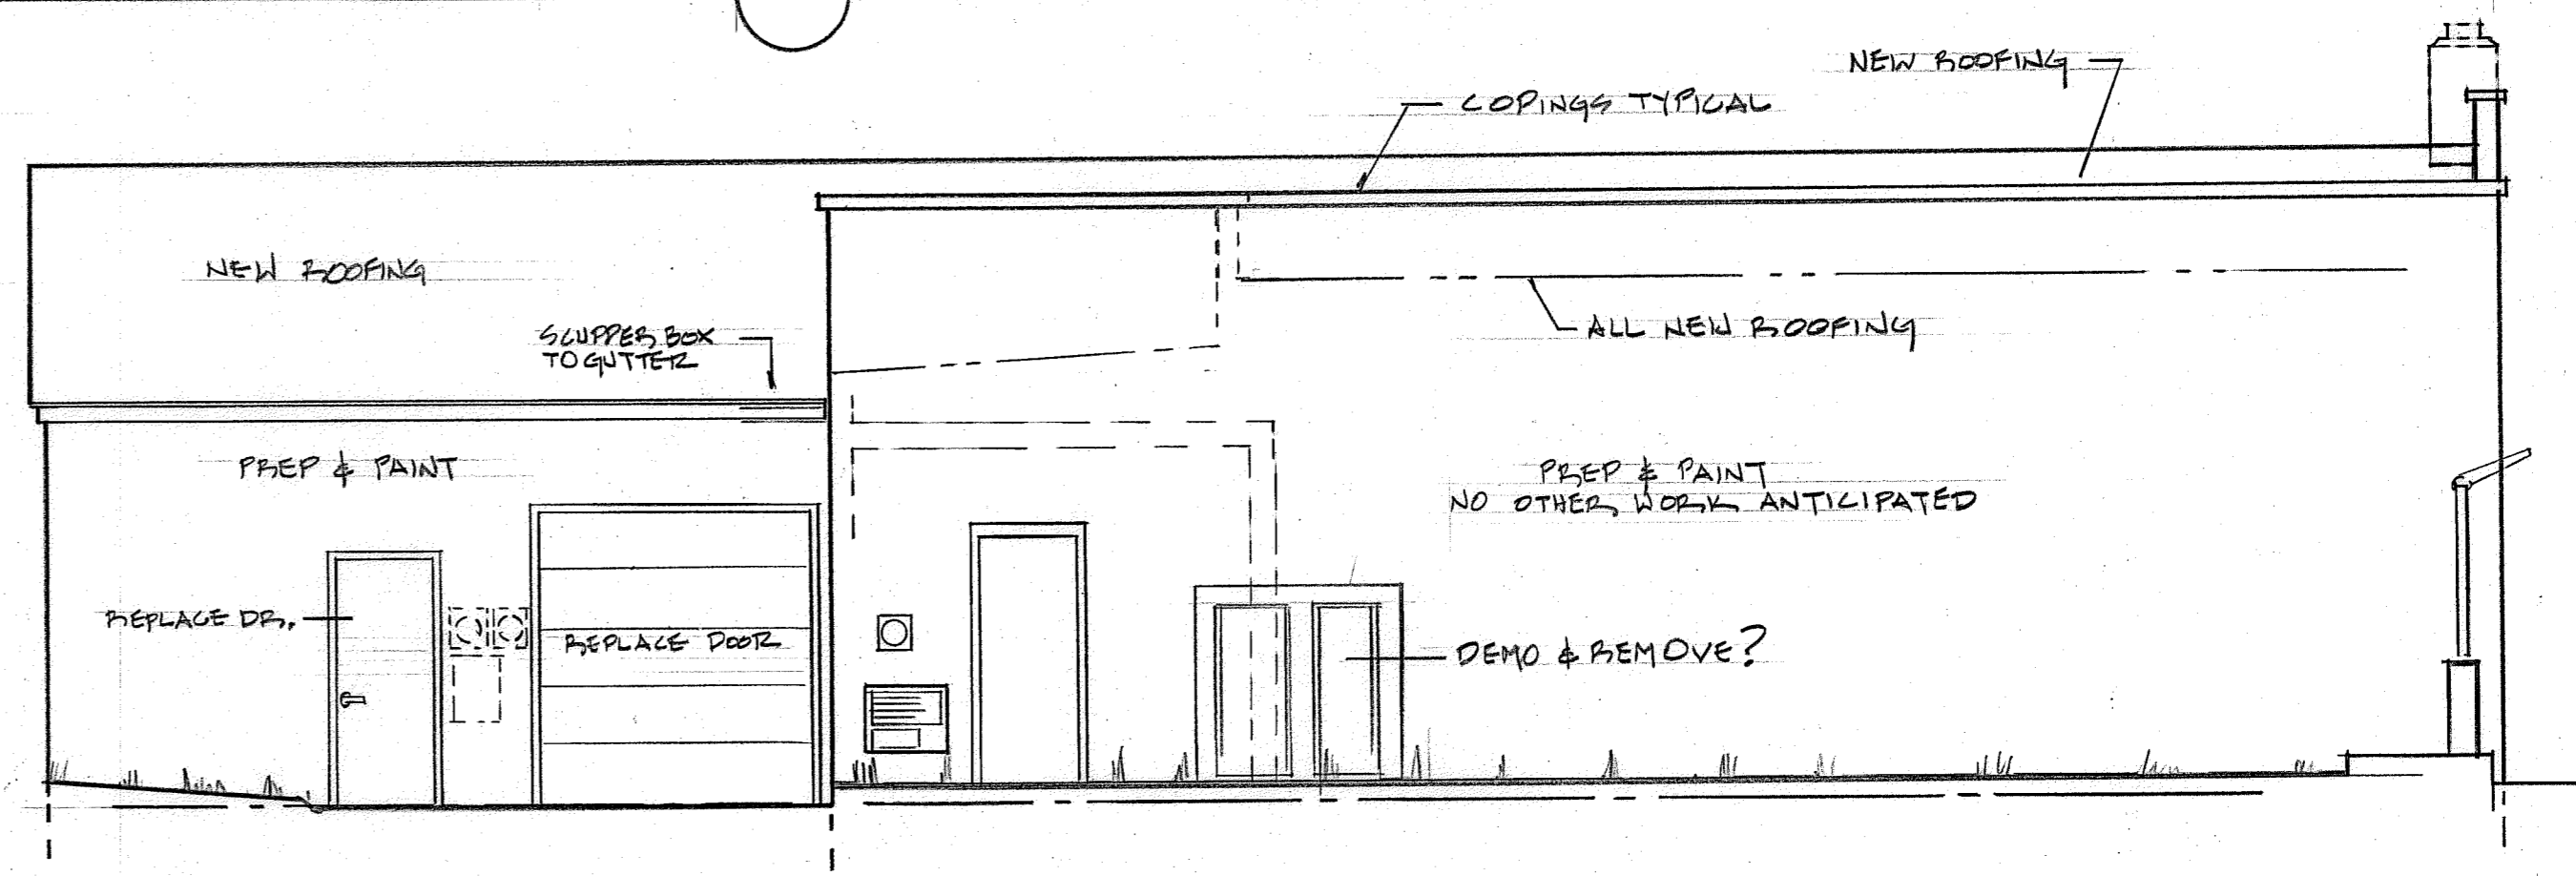 NEW ROOFING
COPINGS TYPICAL
NEW ROOFING
SCUPPER BOX
TO GUTTER
ALL NEW ROOFING
PREP & PAINT
PREP & PAINT
NO OTHER WORK ANTICIPATED
REPLACE DR.
REPLACE DOOR
DEMO & REMOVE?